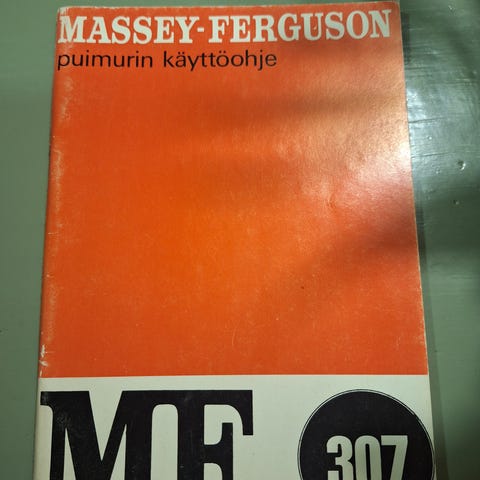 MASSEY-FERGUSON
puimurin käyttöohje
MF
307